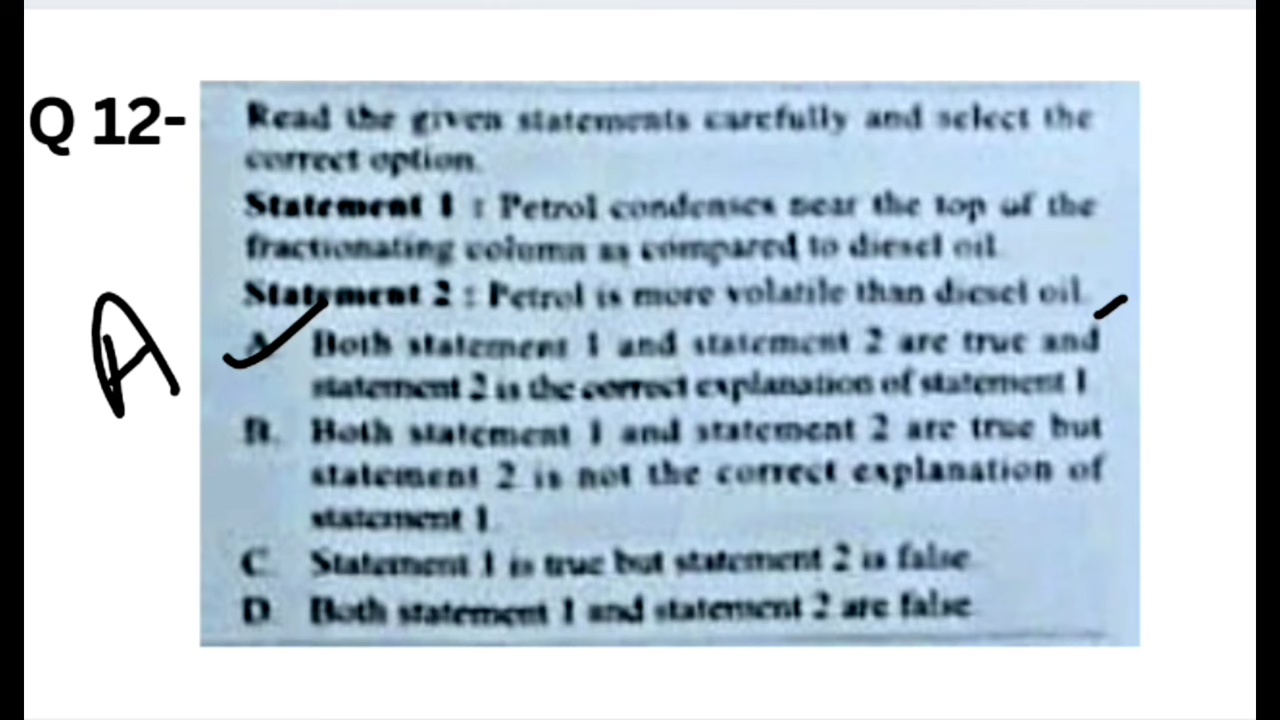 Q 12-
Read the given statements carefully and select the
correct option.
Statement 1 : Petrol condenses near the top of the
fractionating column as compared to diesel oil.
Statement 2 : Petrol is more volatile than diesel oil.
A
A. Both statement 1 and statement 2 are true and
statement 2 is the correct explanation of statement 1
B. Both statement 1 and statement 2 are true but
statement 2 is not the correct explanation of
statement 1.
C. Statement 1 is true but statement 2 is false
D. Both statement 1 and statement 2 are false